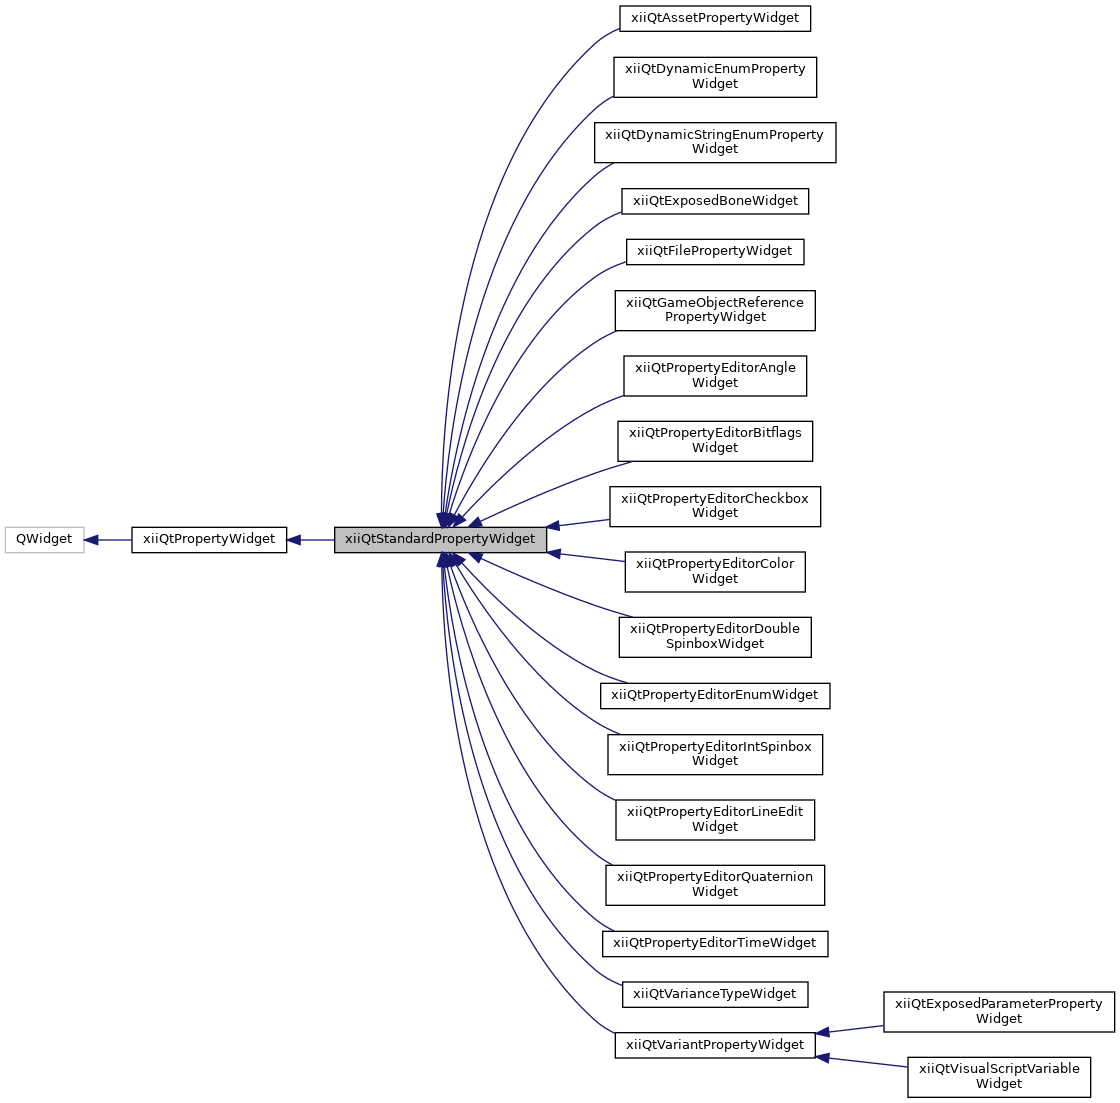 xiiQtAssetPropertyWidget
xiiQtDynamicEnumProperty
Widget
xiiQtDynamicStringEnumProperty
Widget
xiiQtExposedBoneWidget
xiiQtFilePropertyWidget
xiiQtGameObjectReference
PropertyWidget
xiiQtPropertyEditorAngle
Widget
xiiQtPropertyEditorBitflags
Widget
xiiQtPropertyEditorCheckbox
Widget
QWidget
xiiQtPropertyWidget
xiiQtStandardPropertyWidget
xiiQtPropertyEditorColor
Widget
xiiQtPropertyEditorDouble
SpinboxWidget
xiiQtPropertyEditorEnumWidget
xiiQtPropertyEditorIntSpinbox
Widget
xiiQtPropertyEditorLineEdit
Widget
xiiQtPropertyEditorQuaternion
Widget
xiiQtPropertyEditorTimeWidget
xiiQtVarianceTypeWidget
xiiQtVariantPropertyWidget
xiiQtExposedParameterProperty
Widget
xiiQtVisualScriptVariable
Widget